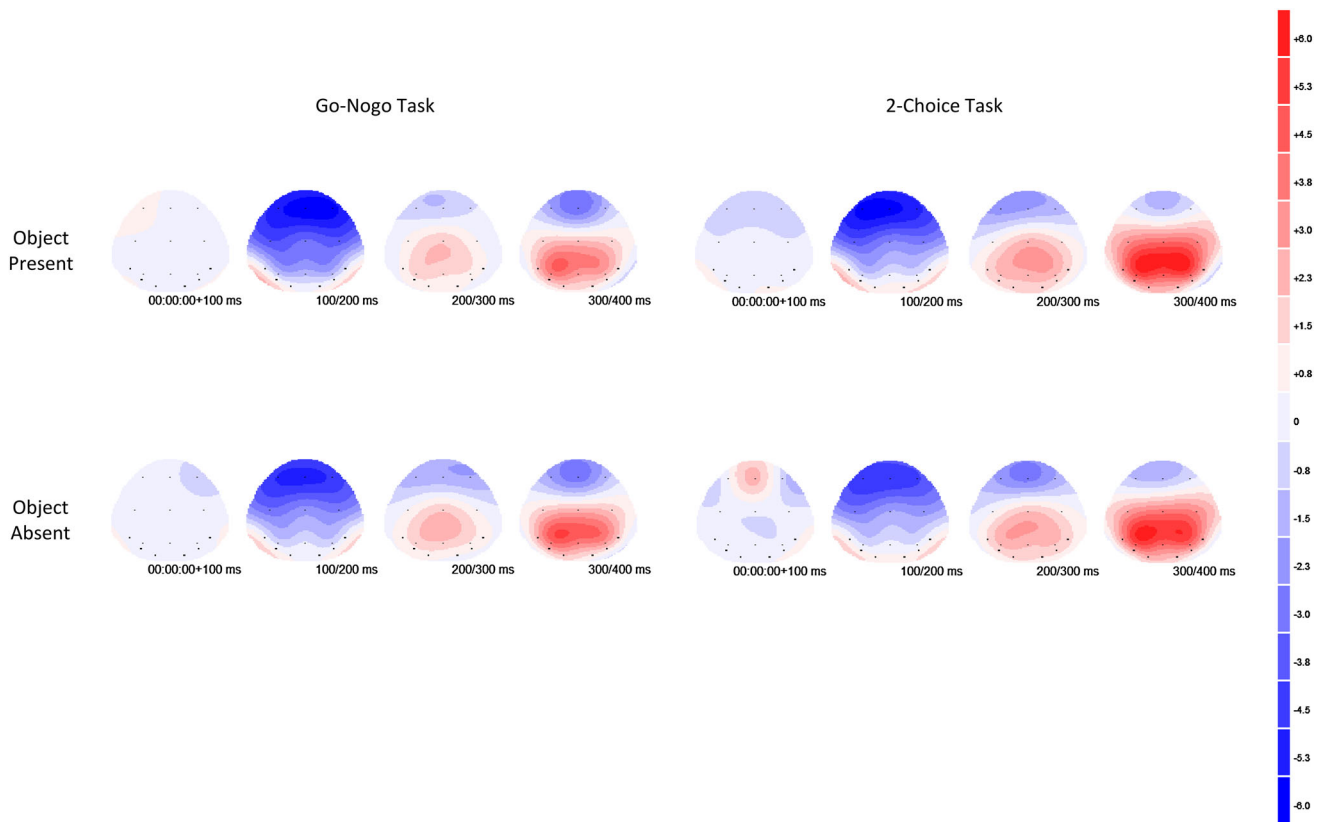 Go-Nogo Task
2-Choice Task
Object
Present
00:00:00+100 ms
100/200 ms
200/300 ms
300/400 ms
00:00:00+100 ms
100/200 ms
200/300 ms
300/400 ms
Object
Absent
00:00:00+100 ms
100/200 ms
200/300 ms
300/400 ms
00:00:00+100 ms
100/200 ms
200/300 ms
300/400 ms
+6.0
+5.3
+4.5
+3.8
+3.0
+2.3
+1.5
+0.8
0
-0.8
-1.5
-2.3
-3.0
-3.8
-4.5
-5.3
-6.0